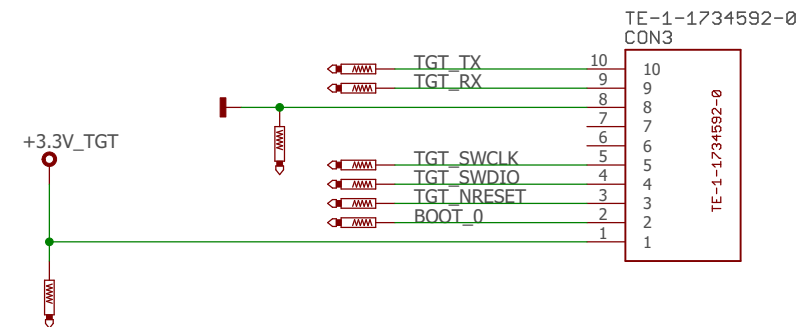 TE-1-1734592-0
CON3
TGT_TX 10 10
TGT_RX 9 9
8 8
7 7
+3.3V_TGT 6 6
TGT_SWCLK 5 5
TGT_SWDIO 4 4
TGT_NRESET 3 3
BOOT_0 2 2
1 1
TE-1-1734592-0